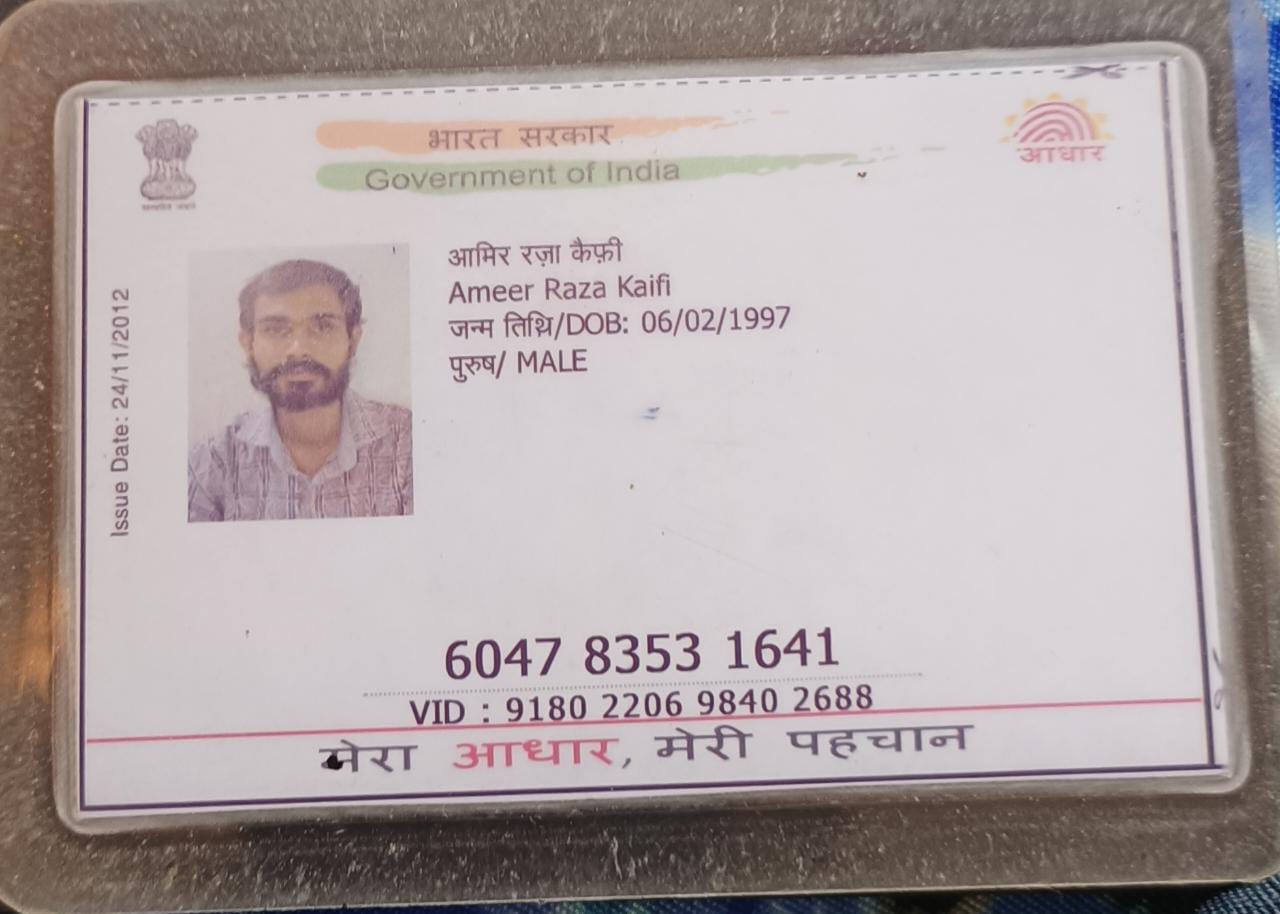 भारत सरकार
Government of India
आधार
Issue Date: 24/11/2012
आमिर रज़ा कैफ़ी
Ameer Raza Kaifi
जन्म तिथि/DOB: 06/02/1997
पुरुष/ MALE
6047 8353 1641
VID : 9180 2206 9840 2688
मेरा आधार, मेरी पहचान